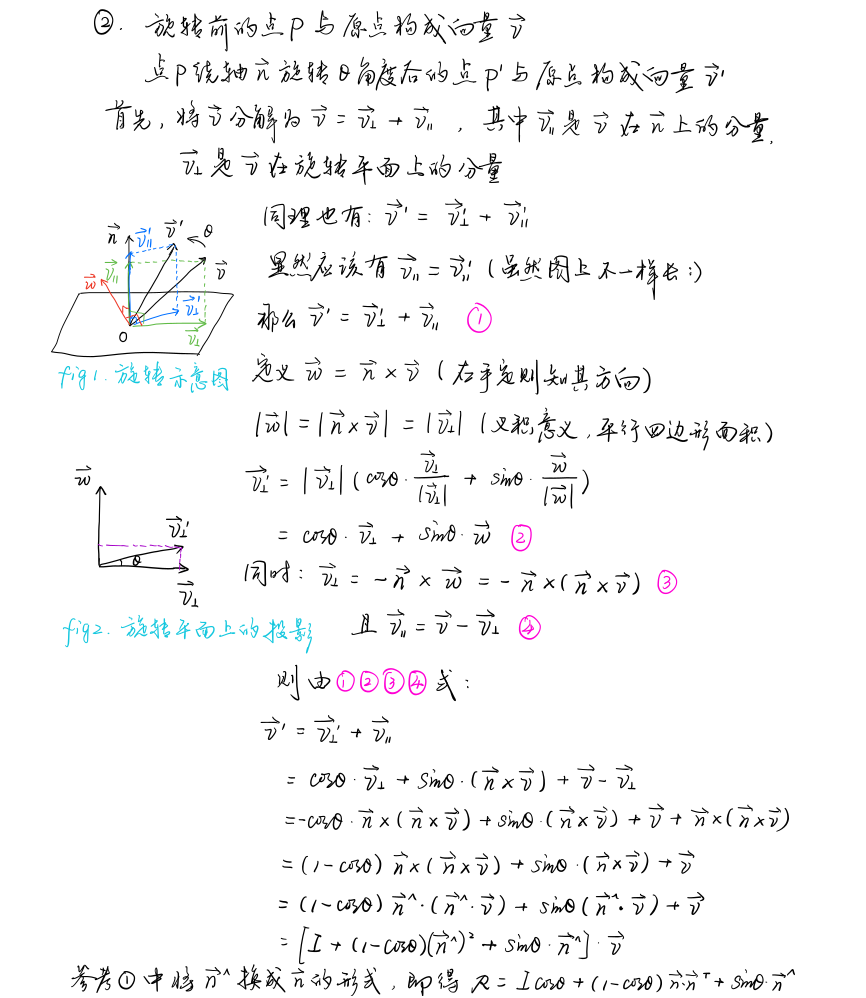 ②. 旋转前的点P与原点构成向量 $\vec{v}$
点P绕轴 $\vec{n}$ 旋转θ角度后的点P'与原点构成向量 $\vec{v}'$
首先, 将 $\vec{v}$ 分解为 $\vec{v} = \vec{v}_{\perp} + \vec{v}_{//}$ , 其中 $\vec{v}_{//}$ 是 $\vec{v}$ 在 $\vec{n}$ 上的分量,
$\vec{v}_{\perp}$ 是 $\vec{v}$ 在旋转平面上的分量
同理也有: $\vec{v}' = \vec{v}_{\perp}' + \vec{v}_{//}'$
$\vec{n}$ $\vec{v}_{//}'$ $\vec{v}'$ θ
$\vec{w}$ $\vec{v}_{//}$ $\vec{v}$
$\vec{v}_{\perp}'$
O $\vec{v}_{\perp}$
显然应该有 $\vec{v}_{//} = \vec{v}_{//}'$ (虽然图上不一样长:)
那么 $\vec{v}' = \vec{v}_{\perp}' + \vec{v}_{//}$ ①
fig1. 旋转示意图
定义 $\vec{w} = \vec{n} \times \vec{v}$ (右手定则知其方向)
$|\vec{w}| = |\vec{n} \times \vec{v}| = |\vec{v}_{\perp}|$ (叉积意义, 平行四边形面积)
$\vec{v}_{\perp}' = |\vec{v}_{\perp}| (\cos\theta \cdot \frac{\vec{v}_{\perp}}{|\vec{v}_{\perp}|} + \sin\theta \cdot \frac{\vec{w}}{|\vec{w}|})$
$= \cos\theta \cdot \vec{v}_{\perp} + \sin\theta \cdot \vec{w}$ ②
$\vec{w}$
$\vec{v}_{\perp}'$
θ
$\vec{v}_{\perp}$
同时: $\vec{v}_{\perp} = -\vec{n} \times \vec{w} = -\vec{n} \times (\vec{n} \times \vec{v})$ ③
fig2. 旋转平面上的投影
且 $\vec{v}_{//} = \vec{v} - \vec{v}_{\perp}$ ④
则由①②③④式:
$\vec{v}' = \vec{v}_{\perp}' + \vec{v}_{//}$
$= \cos\theta \cdot \vec{v}_{\perp} + \sin\theta \cdot (\vec{n} \times \vec{v}) + \vec{v} - \vec{v}_{\perp}$
$= -\cos\theta \cdot \vec{n} \times (\vec{n} \times \vec{v}) + \sin\theta \cdot (\vec{n} \times \vec{v}) + \vec{v} + \vec{n} \times (\vec{n} \times \vec{v})$
$= (1-\cos\theta) \vec{n} \times (\vec{n} \times \vec{v}) + \sin\theta \cdot (\vec{n} \times \vec{v}) + \vec{v}$
$= (1-\cos\theta) \vec{n}^{\wedge} \cdot (\vec{n}^{\wedge} \cdot \vec{v}) + \sin\theta (\vec{n}^{\wedge} \cdot \vec{v}) + \vec{v}$
$= [I + (1-\cos\theta)(\vec{n}^{\wedge})^2 + \sin\theta \cdot \vec{n}^{\wedge}] \cdot \vec{v}$
参考①中将 $\vec{n}^{\wedge}$ 换成 $\vec{n}$ 的形式, 即得 $R = I\cos\theta + (1-\cos\theta) \vec{n} \cdot \vec{n}^{T} + \sin\theta \cdot \vec{n}^{\wedge}$